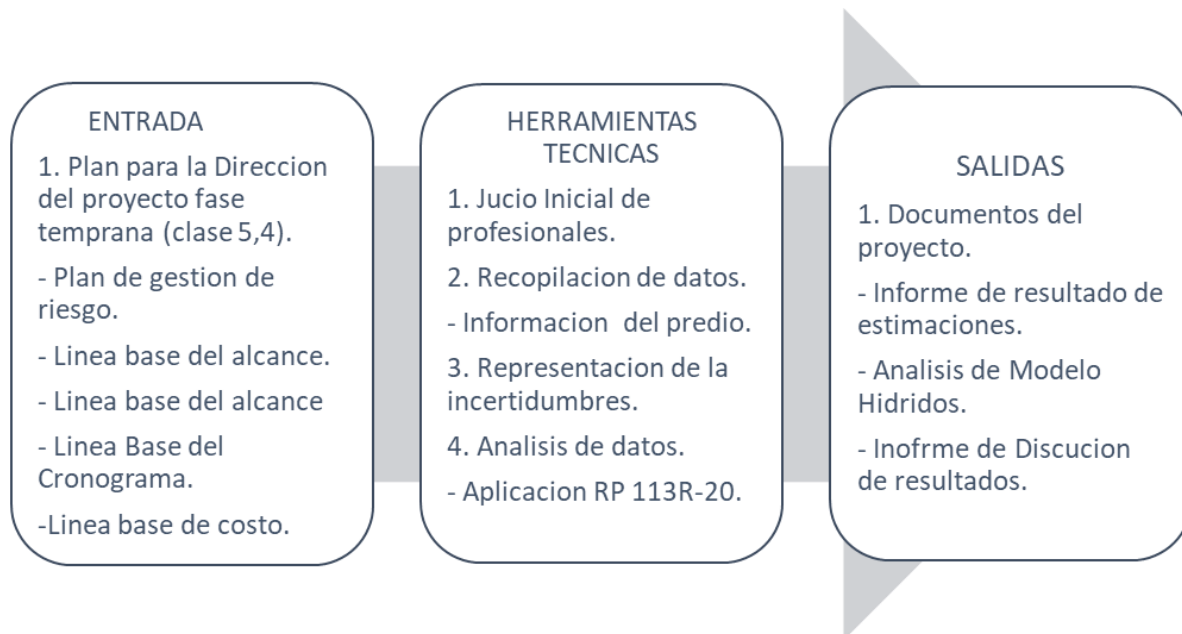 ENTRADA
1. Plan para la Direccion
del proyecto fase
temprana (clase 5,4).
- Plan de gestion de
riesgo.
- Linea base del alcance.
- Linea base del alcance
- Linea Base del
Cronograma.
-Linea base de costo.
HERRAMIENTAS
TECNICAS
1. Jucio Inicial de
profesionales.
2. Recopilacion de datos.
- Informacion del predio.
3. Representacion de la
incertidumbres.
4. Analisis de datos.
- Aplicacion RP 113R-20.
SALIDAS
1. Documentos del
proyecto.
- Informe de resultado de
estimaciones.
- Analisis de Modelo
Hidridos.
- Inofrme de Discucion
de resultados.